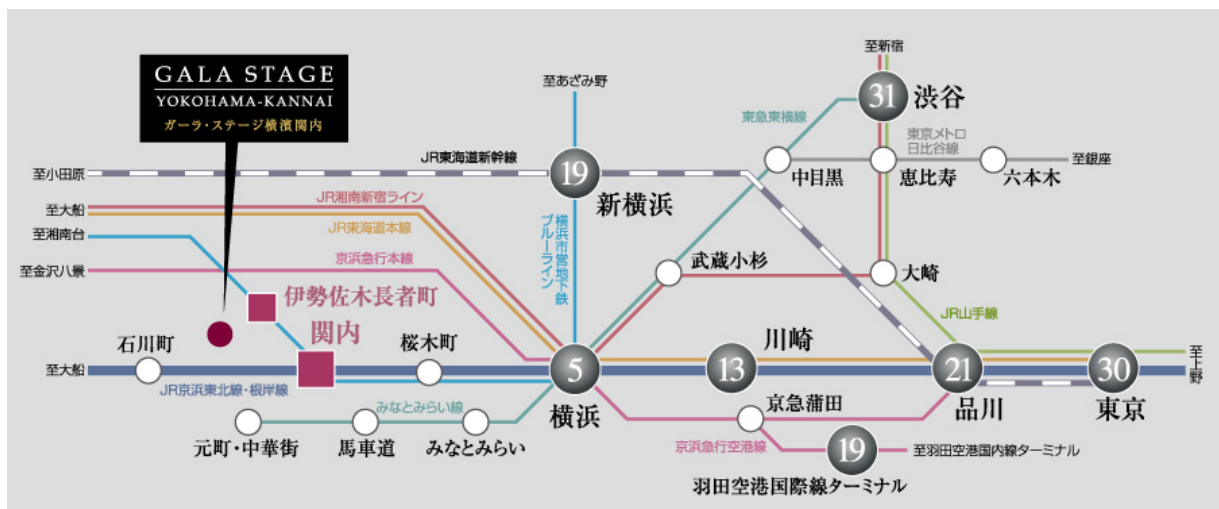 GALA STAGE
YOKOHAMA-KANNAI
ガーラ・ステージ横濱関内
至あざみ野
至新宿
31 渋谷
東急東横線
東京メトロ
日比谷線
JR東海道新幹線
至小田原
19
新横浜
中目黒
恵比寿
六本木
至銀座
JR湘南新宿ライン
至大船
JR東海道本線
至湘南台
横浜市営地下鉄
ブルーライン
京浜急行本線
至金沢八景
武蔵小杉
大崎
伊勢佐木長者町
関内
JR山手線
石川町
桜木町
川崎
至大船
5
13
21
30
至上野
JR京浜東北線・根岸線
横浜
品川
東京
みなとみらい線
京急蒲田
元町・中華街
馬車道
みなとみらい
京浜急行空港線
19
至羽田空港国内線ターミナル
羽田空港国際線ターミナル